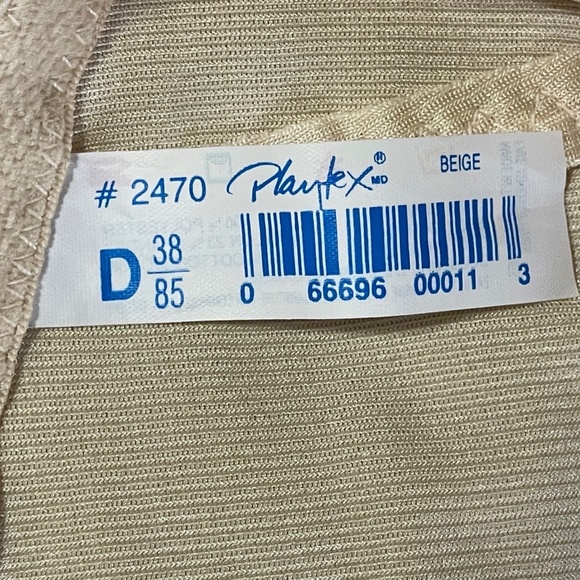 # 2470 Playtex® MD BEIGE
D 38
85
0 66696 00011 3